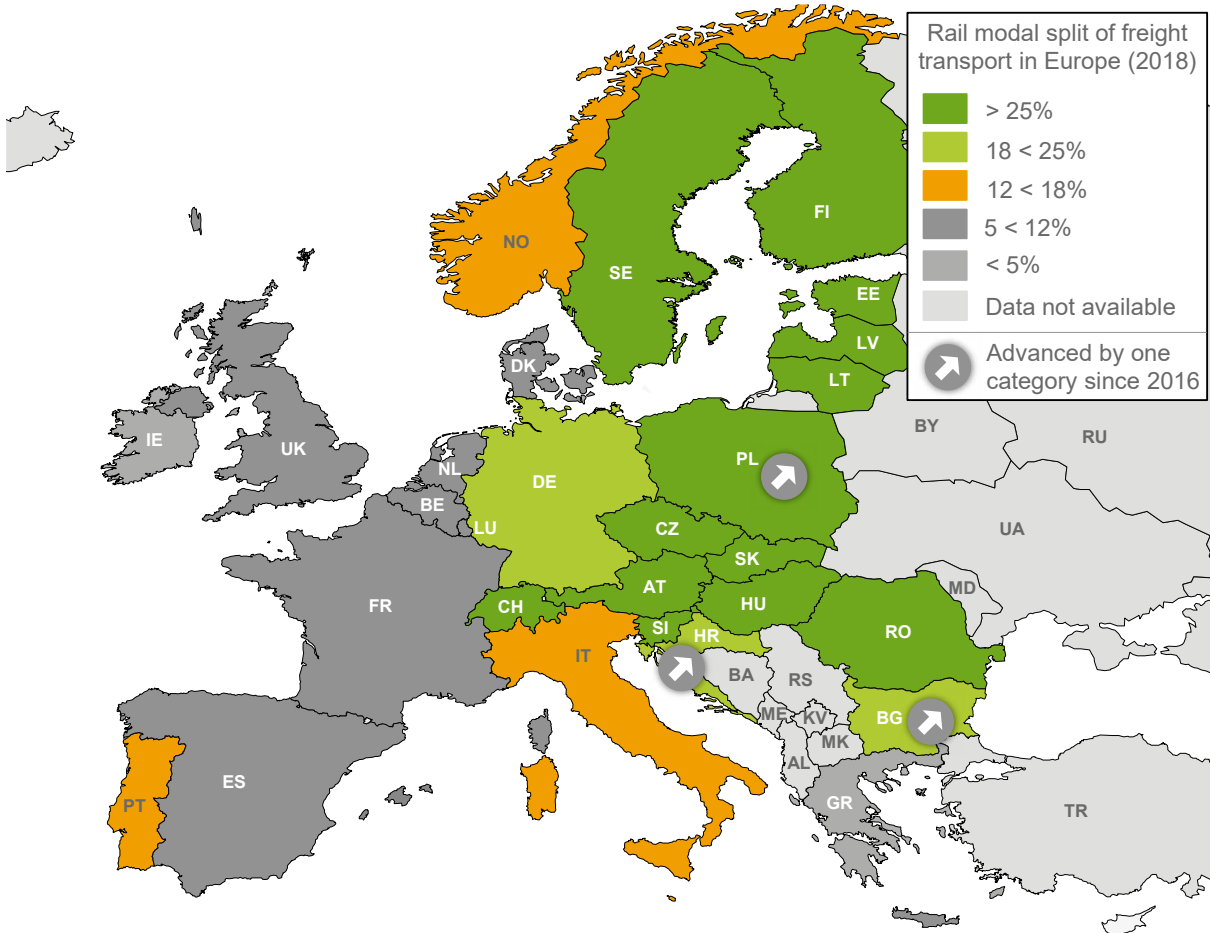 Rail modal split of freight
transport in Europe (2018)
> 25%
18 < 25%
12 < 18%
5 < 12%
< 5%
Data not available
Advanced by one
category since 2016
NO
SE
FI
EE
LV
LT
DK
IE
UK
NL
BE
LU
DE
PL
BY
RU
UA
CZ
SK
MD
AT
HU
CH
FR
SI
HR
RO
IT
BA
RS
ME
KV
BG
MK
AL
GR
TR
ES
PT